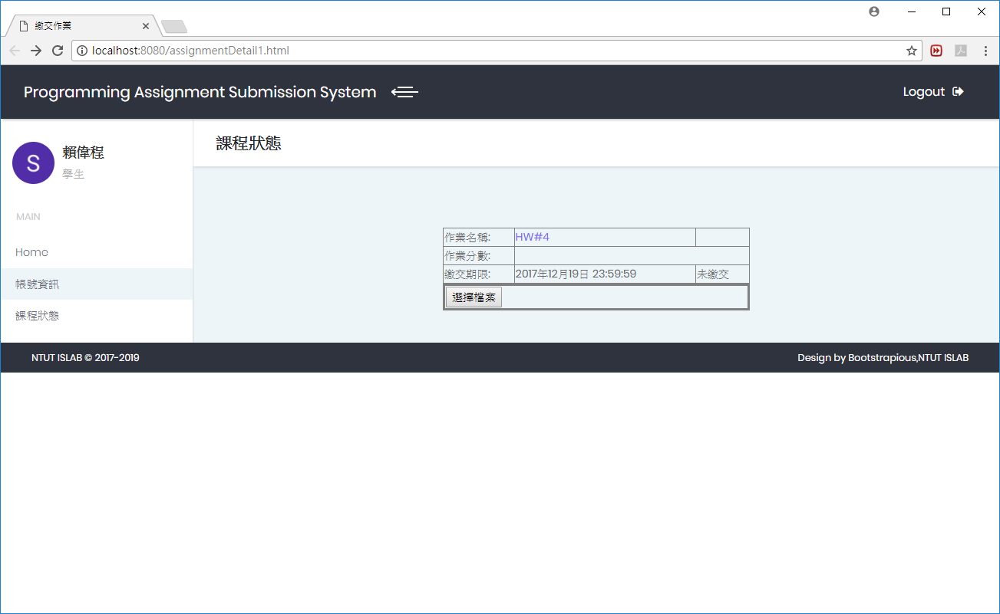 繳交作業
localhost:8080/assignmentDetail1.html
Programming Assignment Submission System
Logout
S
賴偉程
學生
課程狀態
MAIN
Home
帳號資訊
課程狀態
作業名稱: HW#4
作業分數:
繳交期限: 2017年12月19日 23:59:59 未繳交
選擇檔案
NTUT ISLAB © 2017-2019
Design by Bootstrapious,NTUT ISLAB